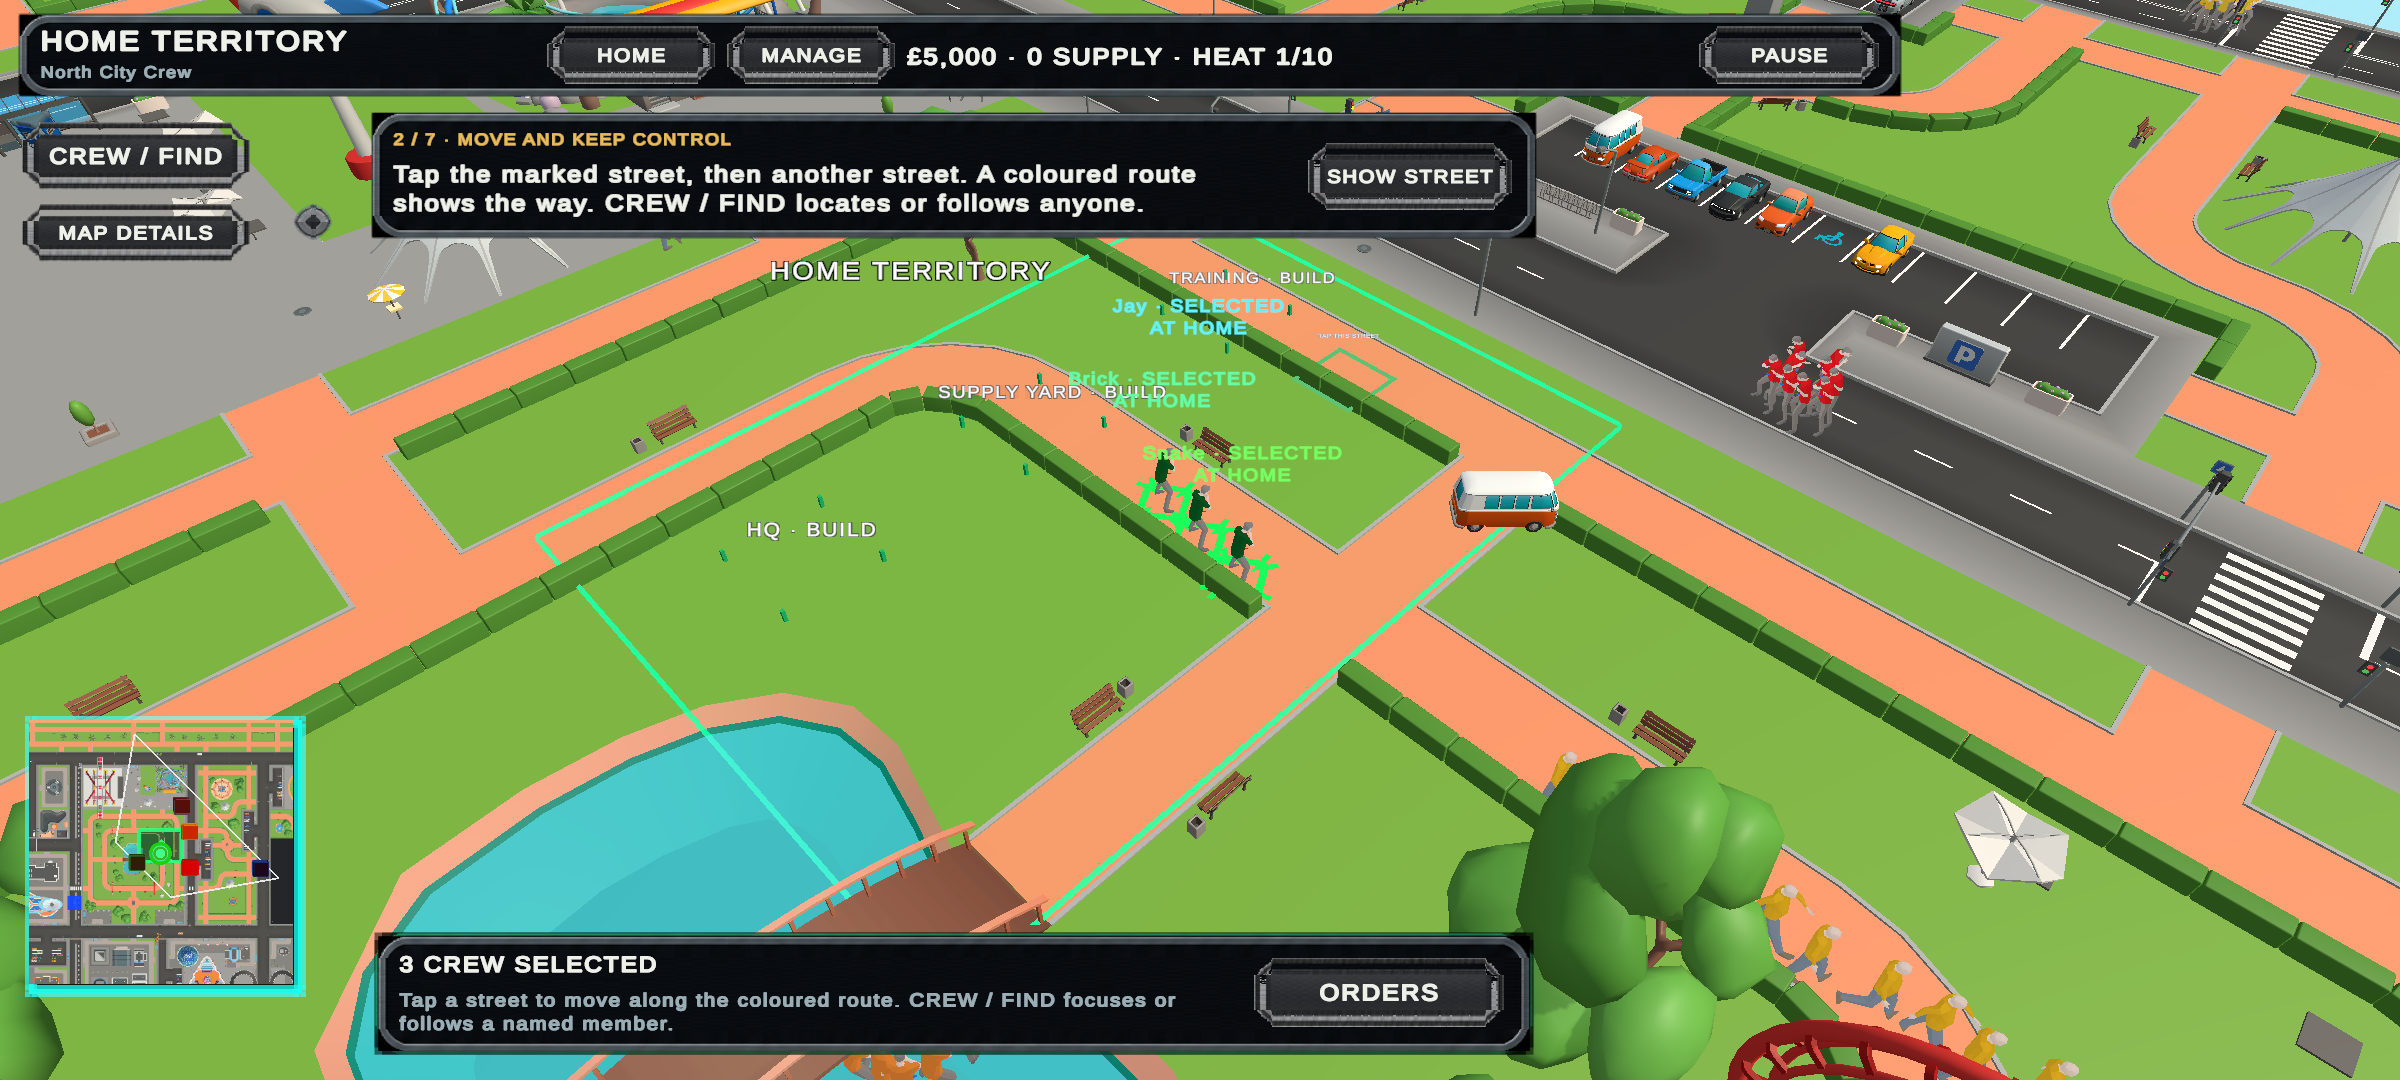 HOME TERRITORY
North City Crew
HOME
MANAGE
£5,000 · 0 SUPPLY · HEAT 1/10
PAUSE
CREW / FIND
MAP DETAILS
2 / 7 · MOVE AND KEEP CONTROL
Tap the marked street, then another street. A coloured route
shows the way. CREW / FIND locates or follows anyone.
SHOW STREET
HOME TERRITORY
TRAINING · BUILD
Jay · SELECTED
AT HOME
TAP THIS STREET
Brick · SELECTED
AT HOME
SUPPLY YARD · BUILD
Snake · SELECTED
AT HOME
HQ · BUILD
P
3 CREW SELECTED
Tap a street to move along the coloured route. CREW / FIND focuses or
follows a named member.
ORDERS